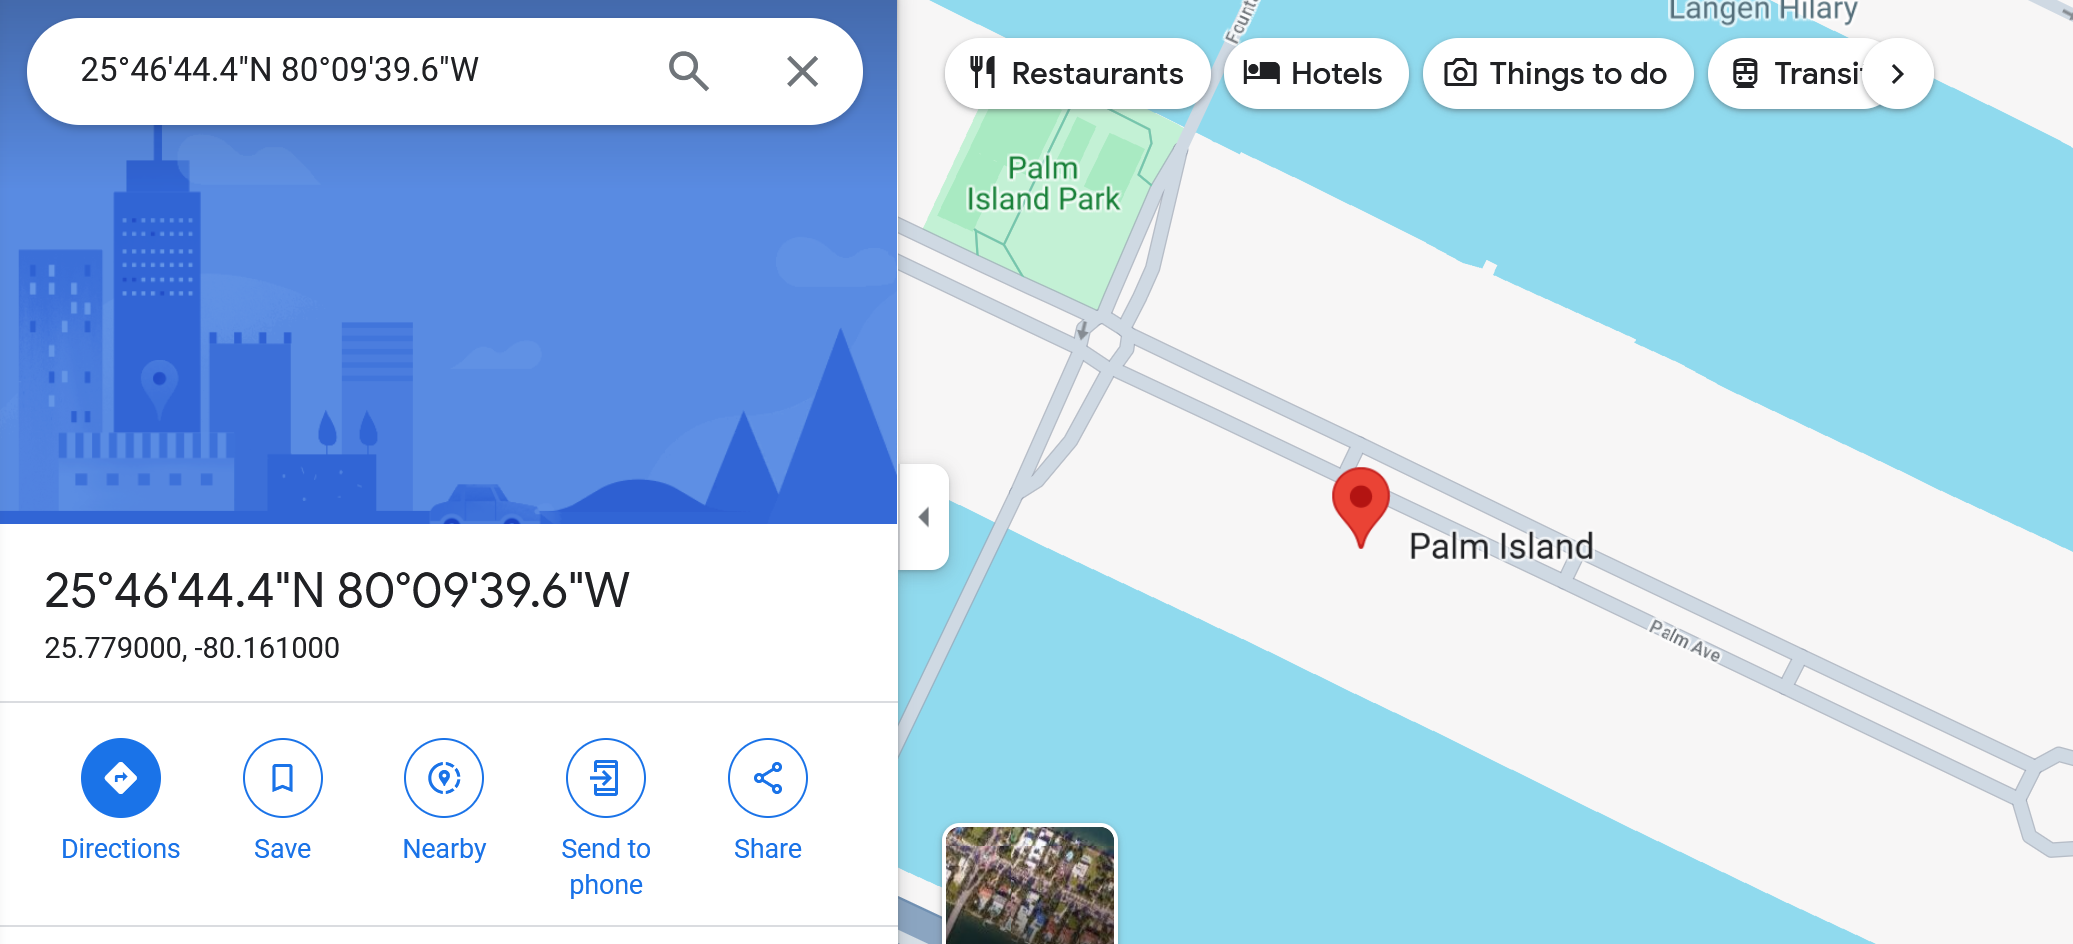 25°46'44.4"N 80°09'39.6"W
25°46'44.4"N 80°09'39.6"W
25.779000, -80.161000
Directions
Save
Nearby
Send to
phone
Share
Langen Hilary
Restaurants
Hotels
Things to do
Palm
Island Park
Palm Island
Palm Ave